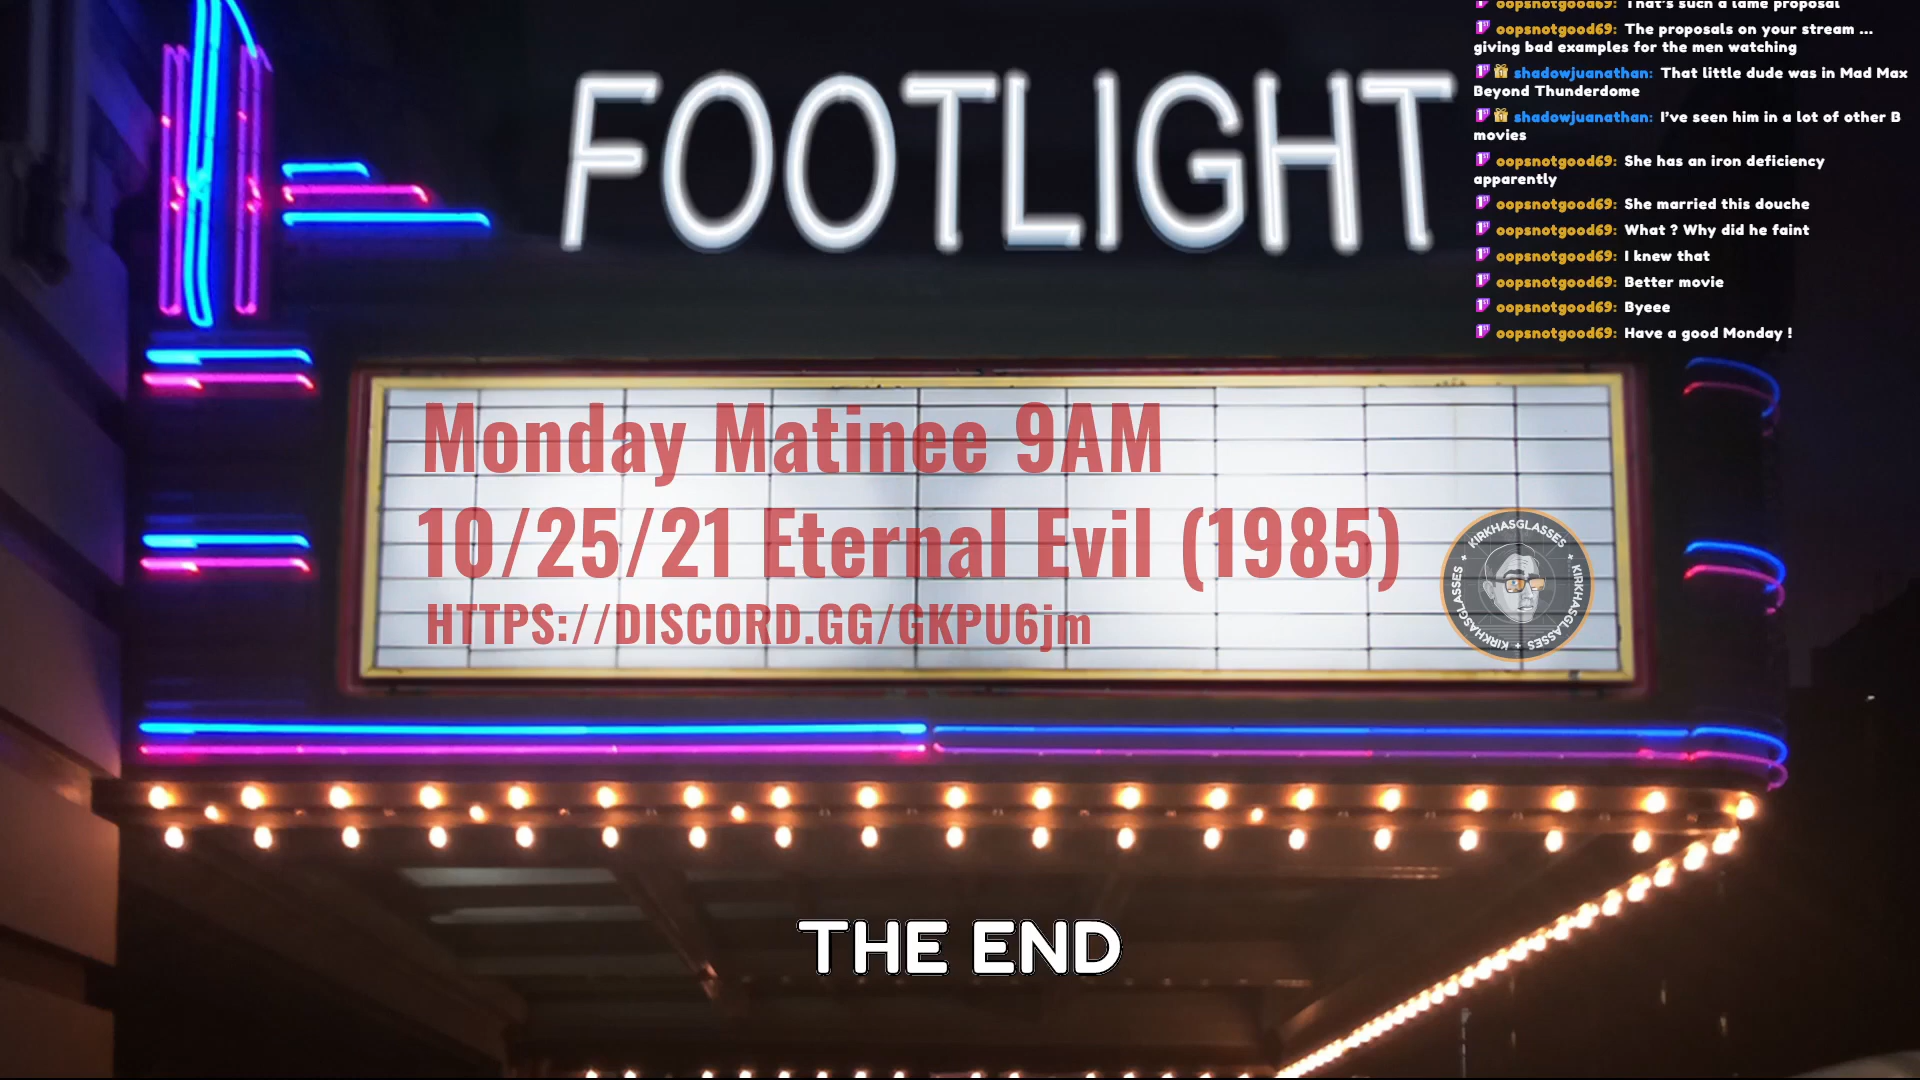 FOOTLIGHT
oopsnotgood69: That's such a lame proposal
oopsnotgood69: The proposals on your stream ...
giving bad examples for the men watching
shadowjuanathan: That little dude was in Mad Max
Beyond Thunderdome
shadowjuanathan: I've seen him in a lot of other B
movies
oopsnotgood69: She has an iron deficiency
apparently
oopsnotgood69: She married this douche
oopsnotgood69: What ? Why did he faint
oopsnotgood69: I knew that
oopsnotgood69: Better movie
oopsnotgood69: Byeee
oopsnotgood69: Have a good Monday !
Monday Matinee 9AM
10/25/21 Eternal Evil (1985)
HTTPS://DISCORD.GG/GKPU6jm
KIRKHASGLASSES + KIRKHASGLASSES + KIRKHASGLASSES +
THE END